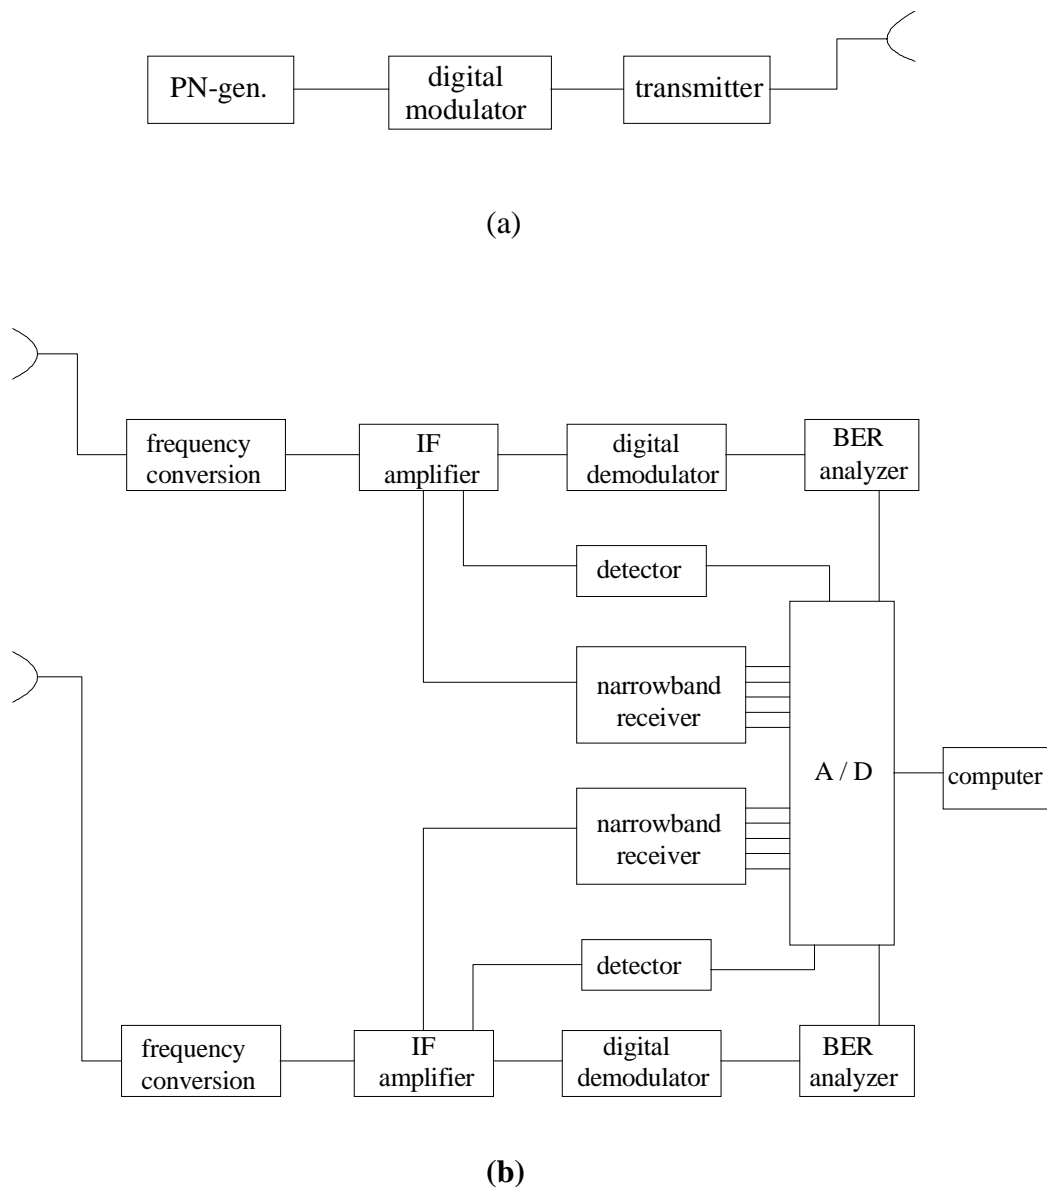 PN-gen.
digital
modulator
transmitter
(a)
frequency
conversion
IF
amplifier
digital
demodulator
BER
analyzer
detector
narrowband
receiver
A / D
computer
narrowband
receiver
detector
frequency
conversion
IF
amplifier
digital
demodulator
BER
analyzer
(b)